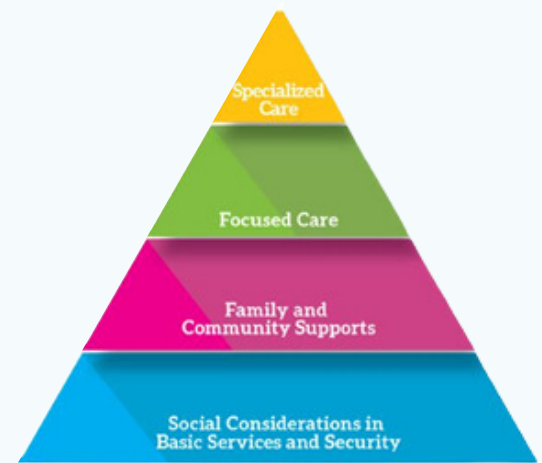 Specialized
Care
Focused Care
Family and
Community Supports
Social Considerations in
Basic Services and Security